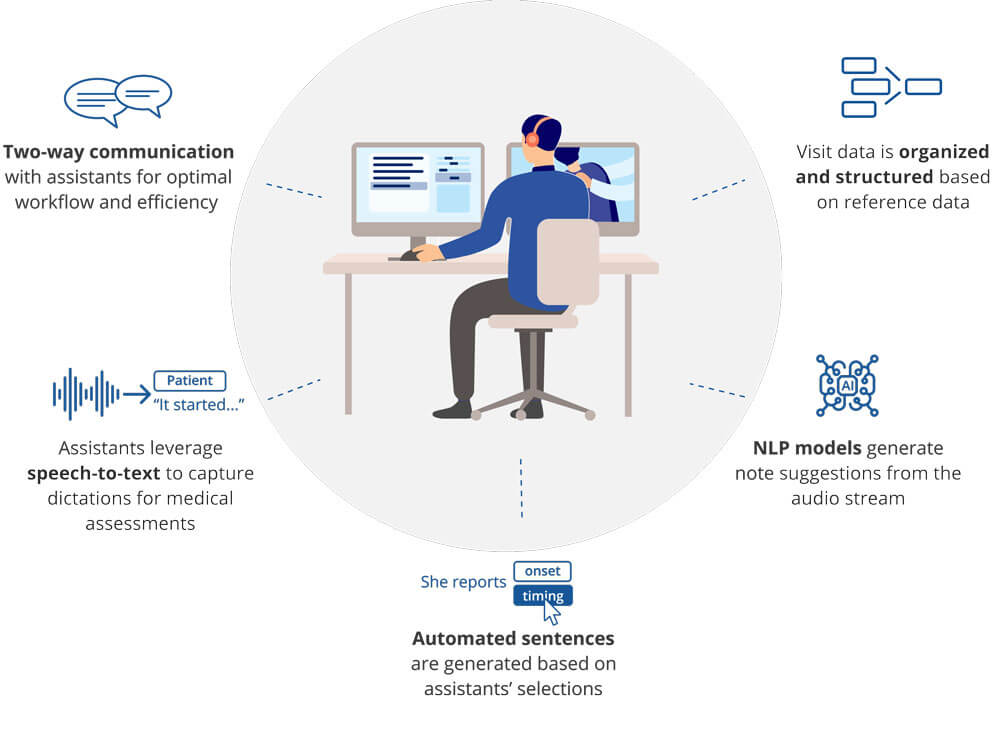 Two-way communication
with assistants for optimal
workflow and efficiency
Visit data is organized
and structured based
on reference data
Patient
“It started...”
Assistants leverage
speech-to-text to capture
dictations for medical
assessments
AI
NLP models generate
note suggestions from the
audio stream
She reports
onset
timing
Automated sentences
are generated based on
assistants’ selections